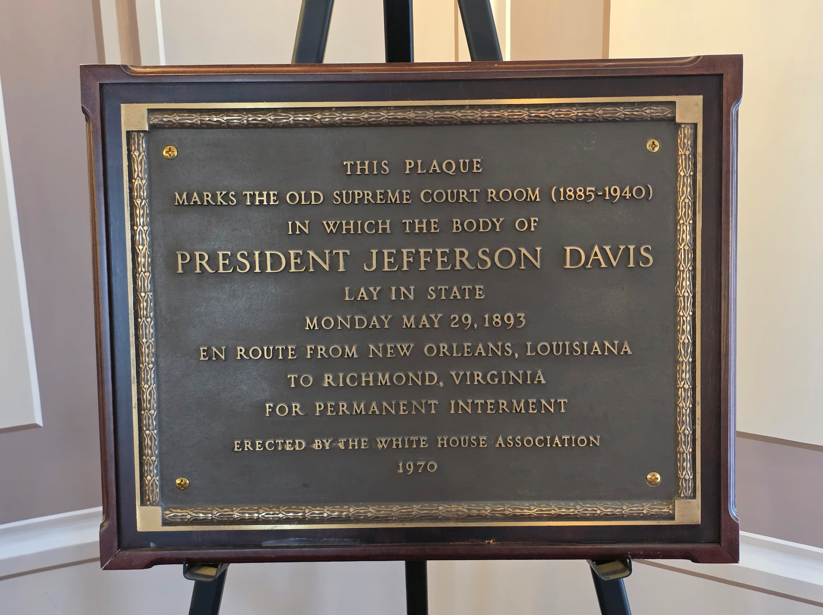 THIS PLAQUE
MARKS THE OLD SUPREME COURT ROOM (1885-1940)
IN WHICH THE BODY OF
PRESIDENT JEFFERSON DAVIS
LAY IN STATE
MONDAY MAY 29, 1893
EN ROUTE FROM NEW ORLEANS, LOUISIANA
TO RICHMOND, VIRGINIA
FOR PERMANENT INTERMENT
ERECTED BY THE WHITE HOUSE ASSOCIATION
1970